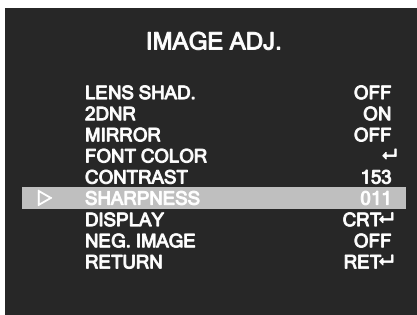 IMAGE ADJ.
LENS SHAD. OFF
2DNR ON
MIRROR OFF
FONT COLOR ↵
CONTRAST 153
▷ SHARPNESS 011
DISPLAY CRT↵
NEG. IMAGE OFF
RETURN RET↵